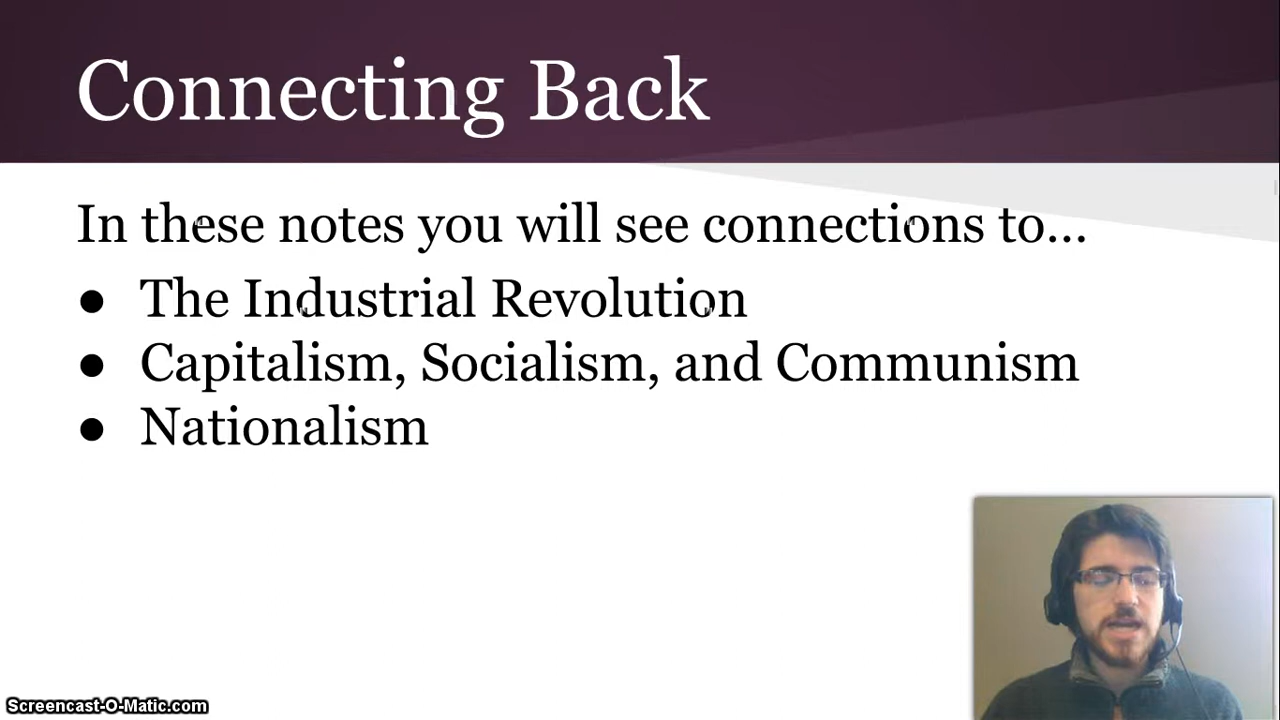 Connecting Back
In these notes you will see connections to...
● The Industrial Revolution
● Capitalism, Socialism, and Communism
● Nationalism
Screencast-O-Matic.com